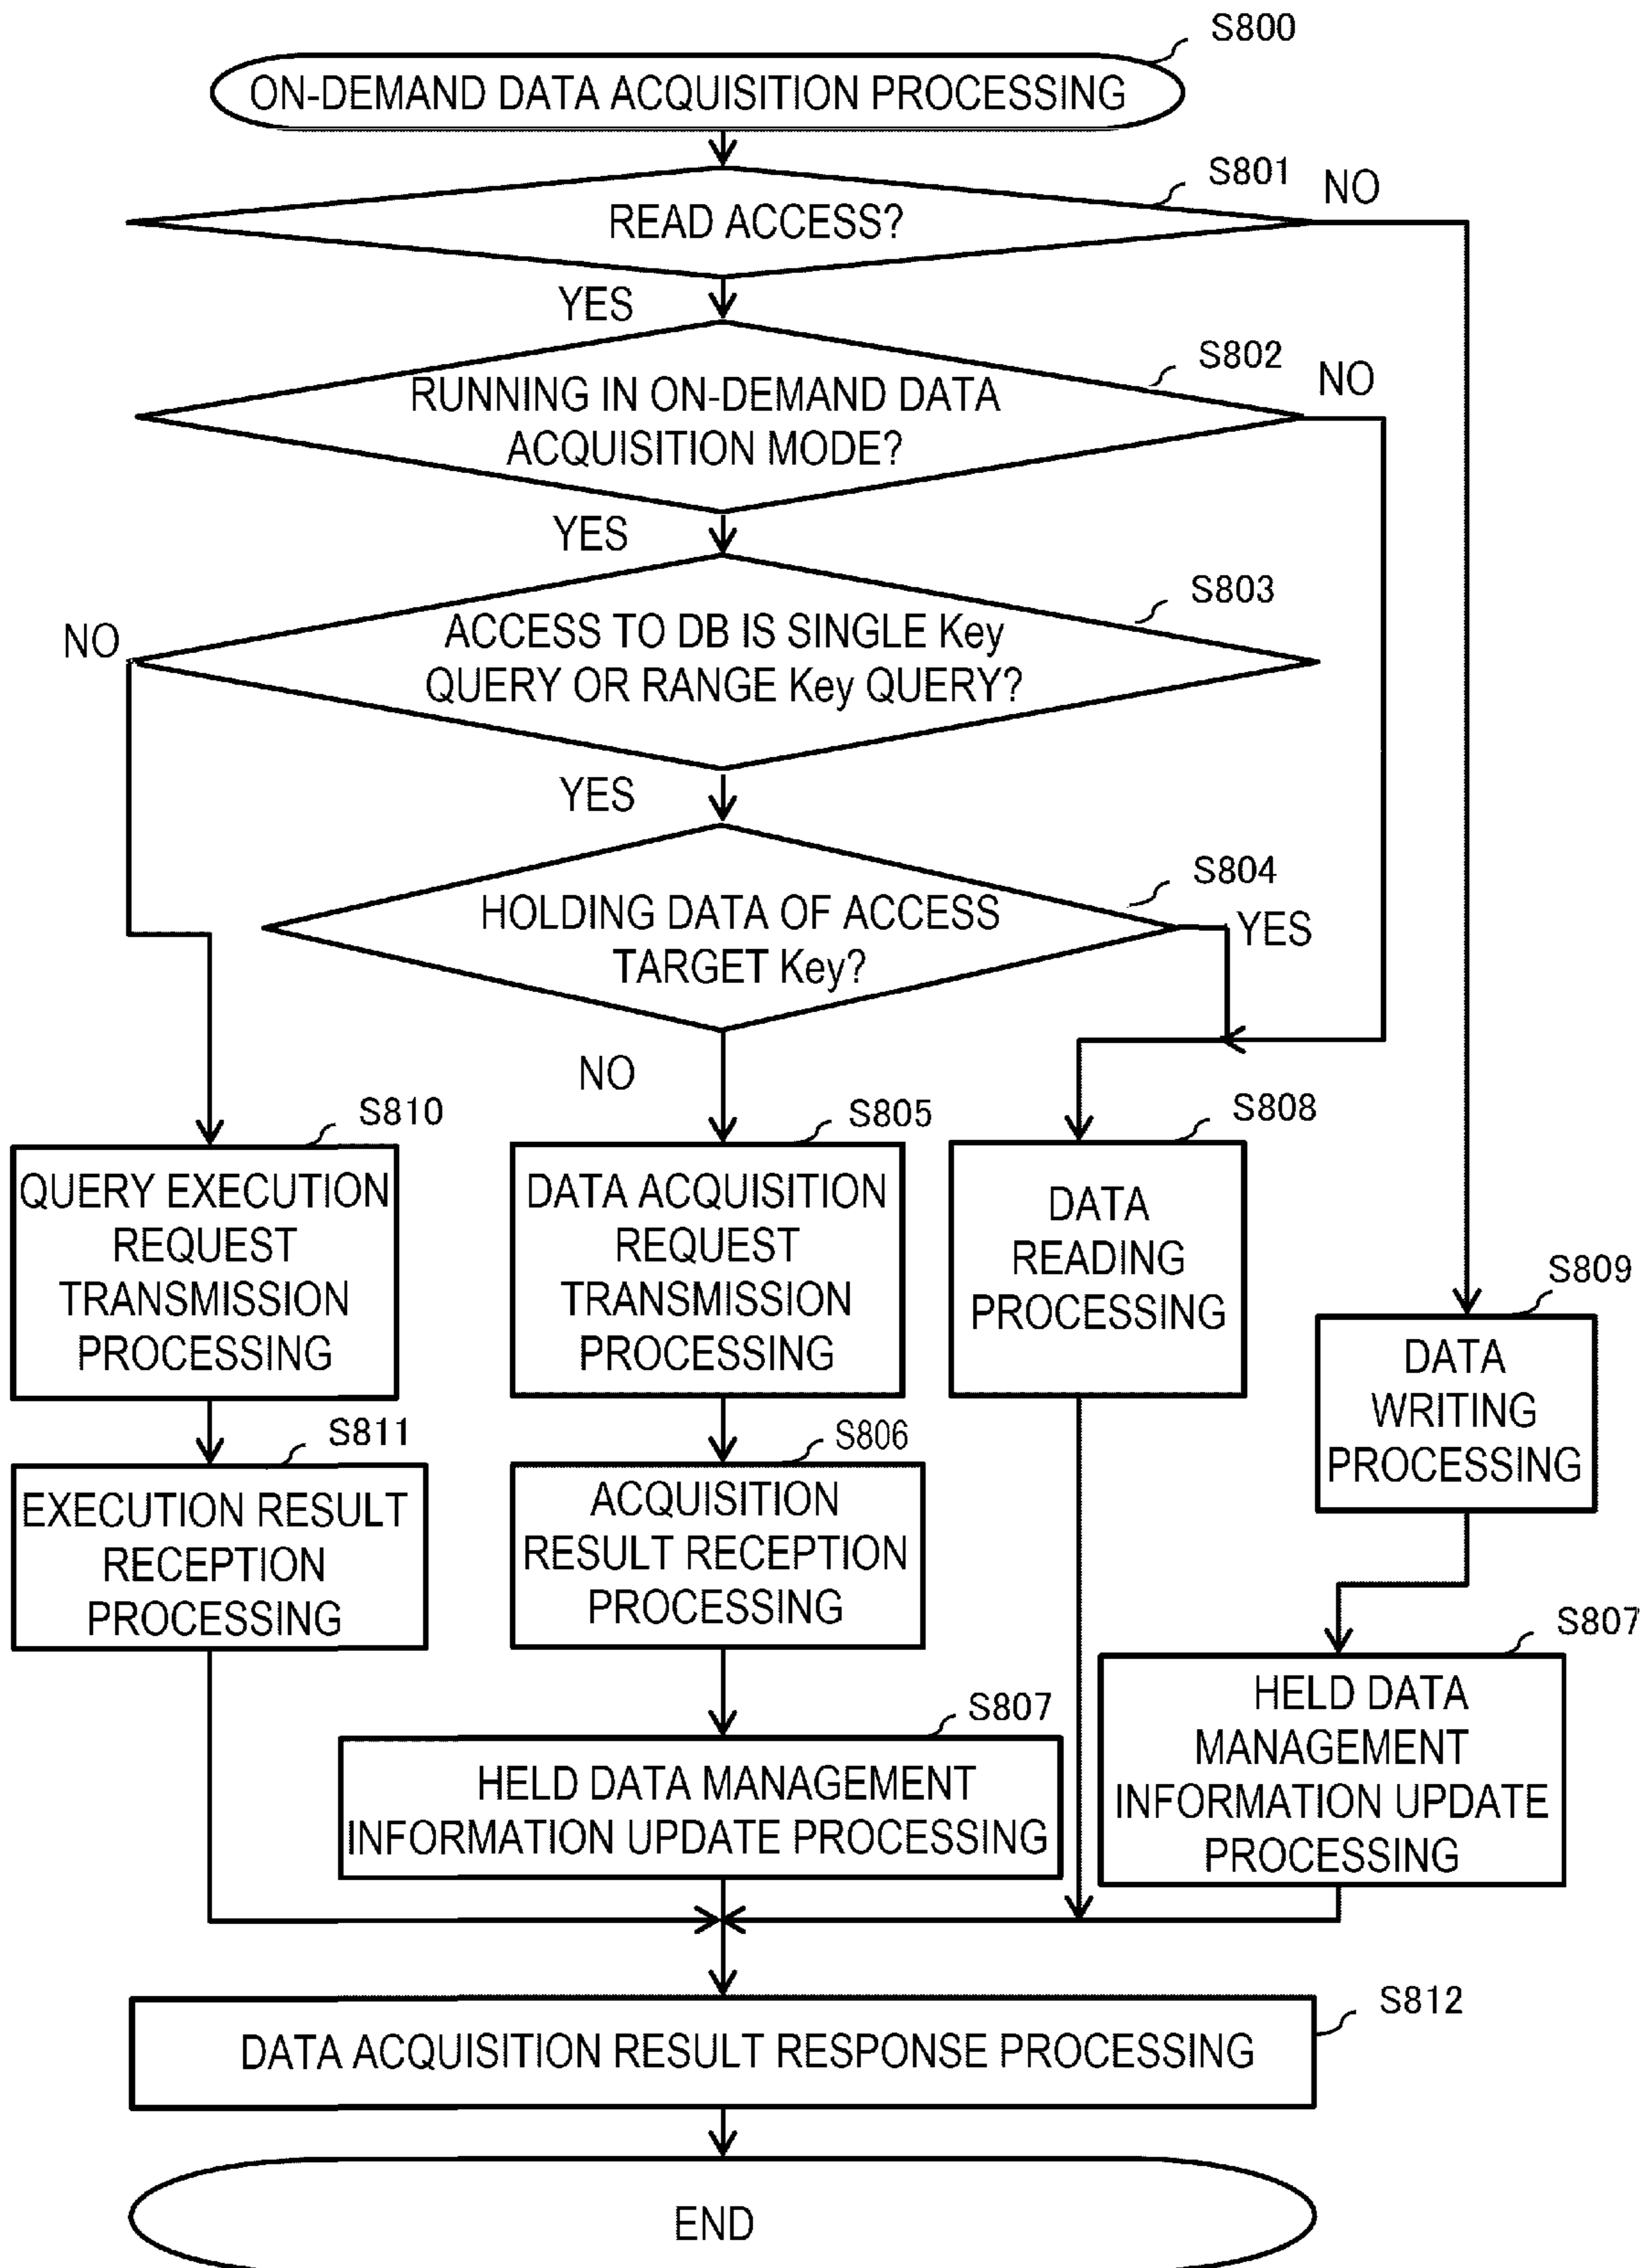 S800
ON-DEMAND DATA ACQUISITION PROCESSING
S801
NO
READ ACCESS?
YES
S802
NO
RUNNING IN ON-DEMAND DATA
ACQUISITION MODE?
YES
S803
NO
ACCESS TO DB IS SINGLE Key
QUERY OR RANGE Key QUERY?
YES
S804
HOLDING DATA OF ACCESS
TARGET Key?
YES
NO
S810
QUERY EXECUTION
REQUEST
TRANSMISSION
PROCESSING
S805
DATA ACQUISITION
REQUEST
TRANSMISSION
PROCESSING
S808
DATA
READING
PROCESSING
S809
DATA
WRITING
PROCESSING
S811
EXECUTION RESULT
RECEPTION
PROCESSING
S806
ACQUISITION
RESULT RECEPTION
PROCESSING
S807
HELD DATA MANAGEMENT
INFORMATION UPDATE PROCESSING
S807
HELD DATA
MANAGEMENT
INFORMATION UPDATE
PROCESSING
S812
DATA ACQUISITION RESULT RESPONSE PROCESSING
END